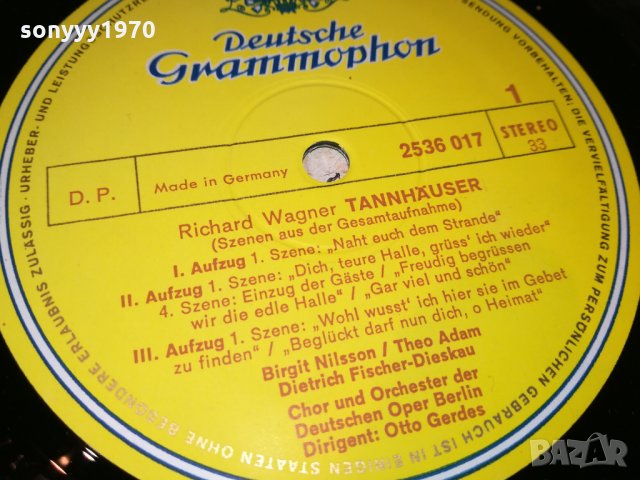 sonyyy1970
Deutsche
Grammophon
1
D. P.
Made in Germany
2536 017
STEREO
33
Richard Wagner TANNHÄUSER
(Szenen aus der Gesamtaufnahme)
I. Aufzug 1. Szene: „Naht euch dem Strande“
II. Aufzug 1. Szene: „Dich, teure Halle, grüss' ich wieder“
4. Szene: Einzug der Gäste / „Freudig begrüssen
wir die edle Halle“ / „Gar viel und schön“
III. Aufzug 1. Szene: „Wohl wusst' ich hier sie im Gebet
zu finden“ / „Beglückt darf nun dich, o Heimat“
Birgit Nilsson / Theo Adam
Dietrich Fischer-Dieskau
Chor und Orchester der
Deutschen Oper Berlin
Dirigent: Otto Gerdes
SENDUNG VORBEHALTEN; DIE VERVIELFÄLTIGUNG ZUM PERSÖNLICHEN GEBRAUCH IST IN EINIGEN STAATEN OHNE BESONDERE ERLAUBNIS ZULÄSSIG · URHEBER- UND LEISTUNGS
BAZAR